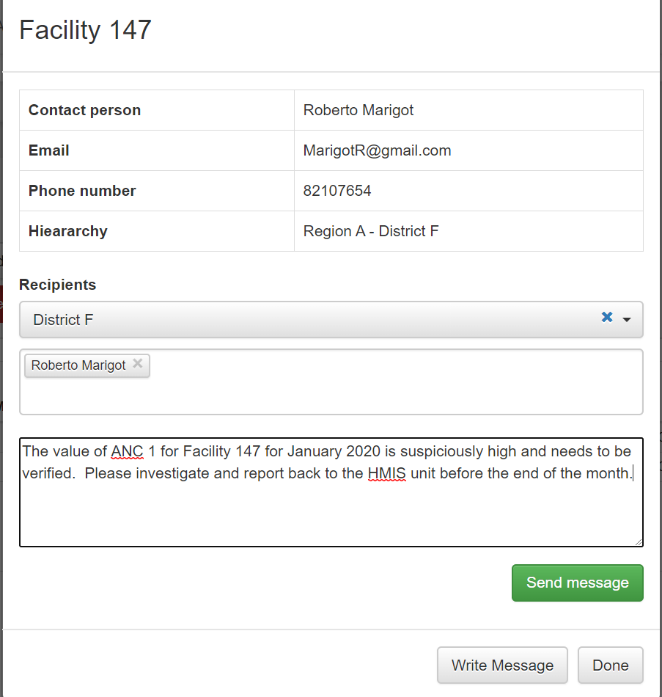 Facility 147
Contact person Roberto Marigot
Email MarigotR@gmail.com
Phone number 82107654
Hieararchy Region A - District F
Recipients
District F
Roberto Marigot
The value of ANC 1 for Facility 147 for January 2020 is suspiciously high and needs to be
verified.  Please investigate and report back to the HMIS unit before the end of the month.
Send message
Write Message Done